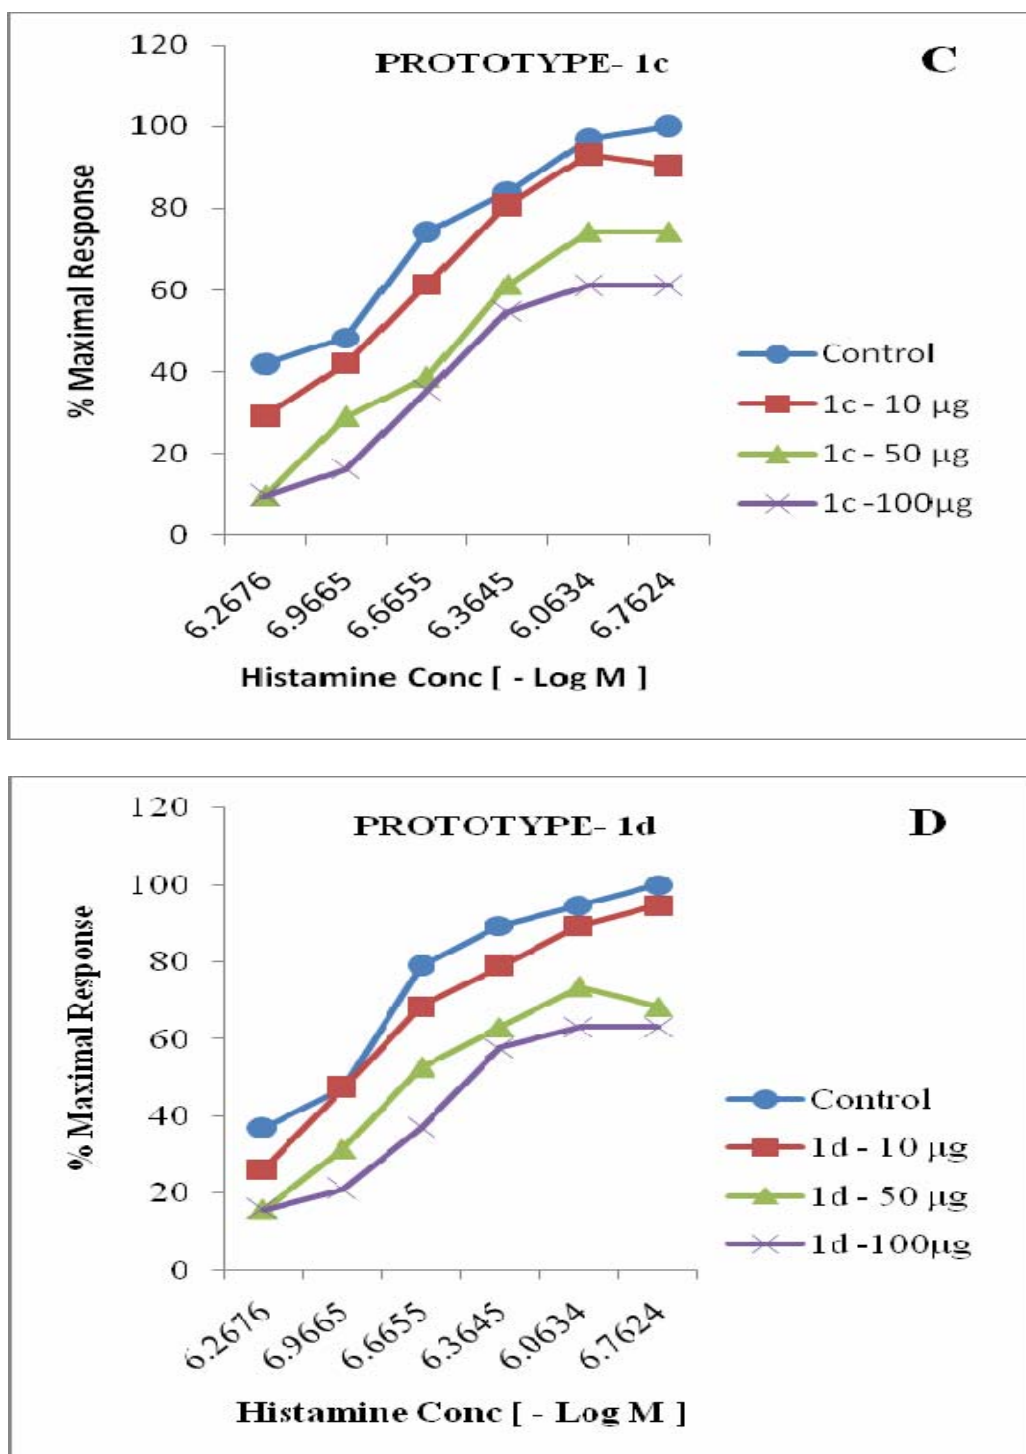 PROTOTYPE- 1c
C
120
100
80
60
40
20
0
% Maximal Response
6.2676
6.9665
6.6655
6.3645
6.0634
6.7624
Histamine Conc [ - Log M ]
Control
1c - 10 µg
1c - 50 µg
1c -100µg
PROTOTYPE- 1d
D
120
100
80
60
40
20
0
% Maximal Response
6.2676
6.9665
6.6655
6.3645
6.0634
6.7624
Histamine Conc [ - Log M ]
Control
1d - 10 µg
1d - 50 µg
1d -100µg